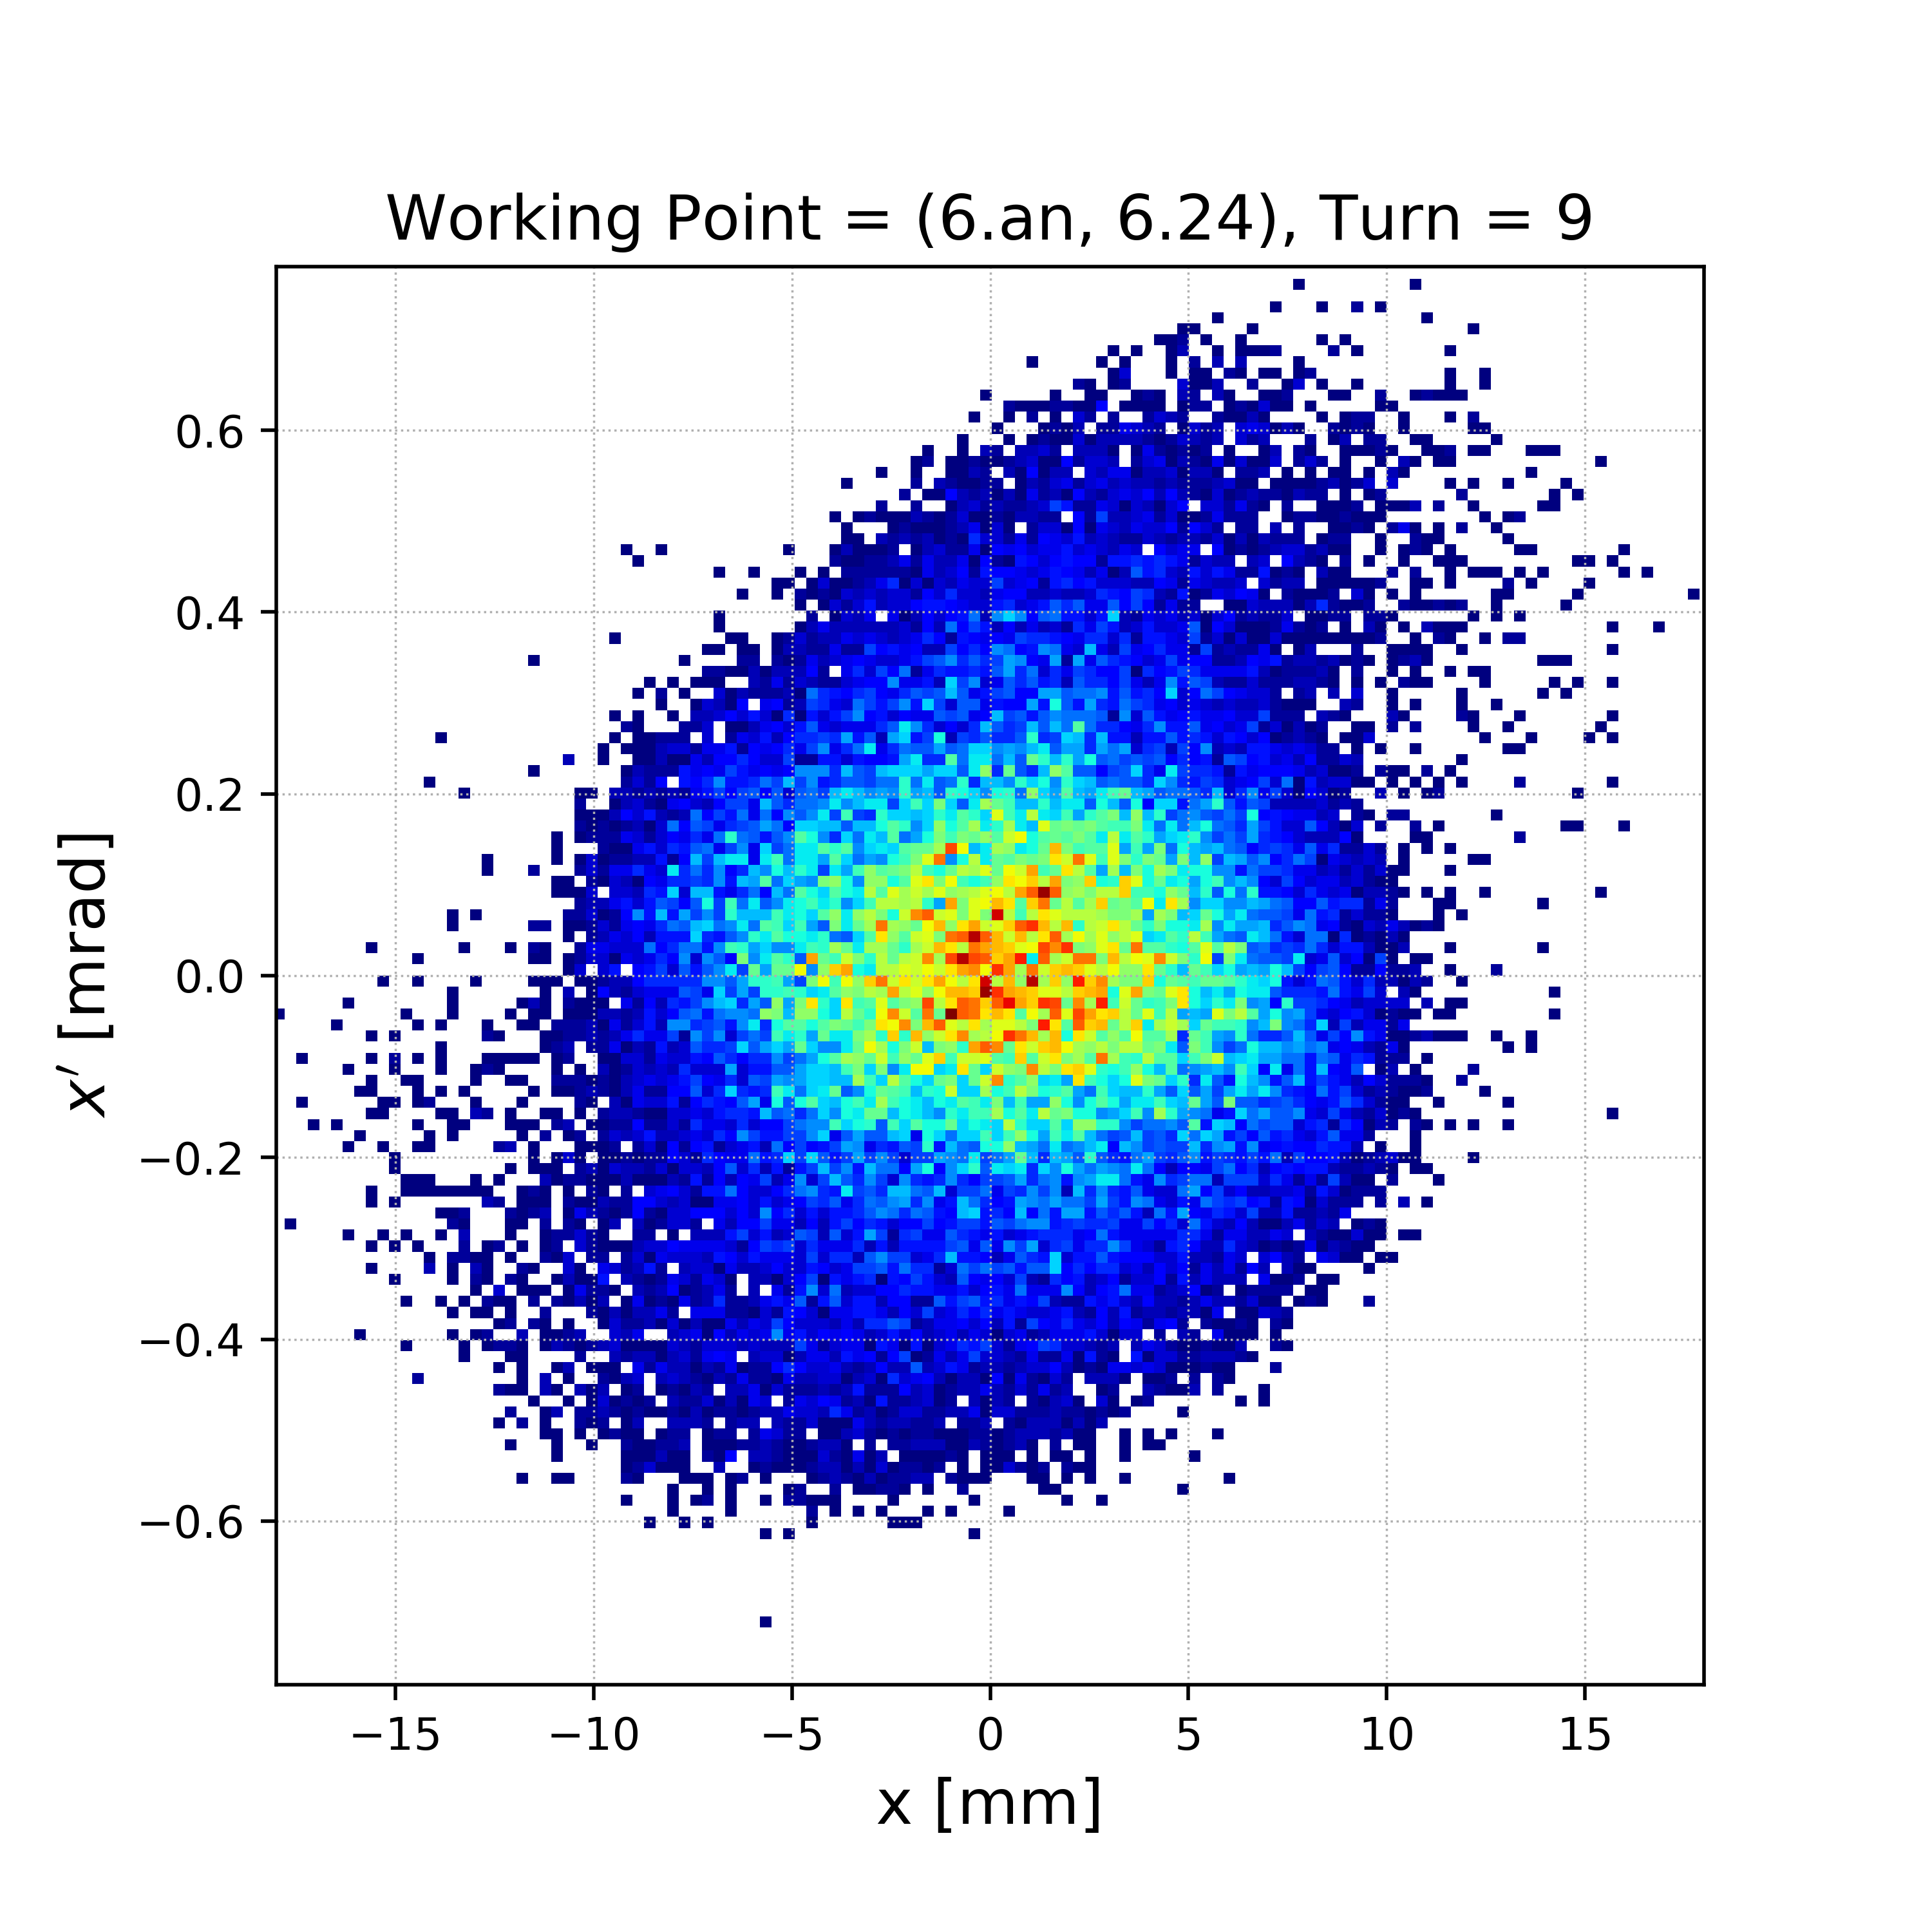 Working Point = (6.an, 6.24), Turn = 9
0.6
0.4
0.2
0.0
−0.2
−0.4
−0.6
x′ [mrad]
−15 −10 −5 0 5 10 15
x [mm]